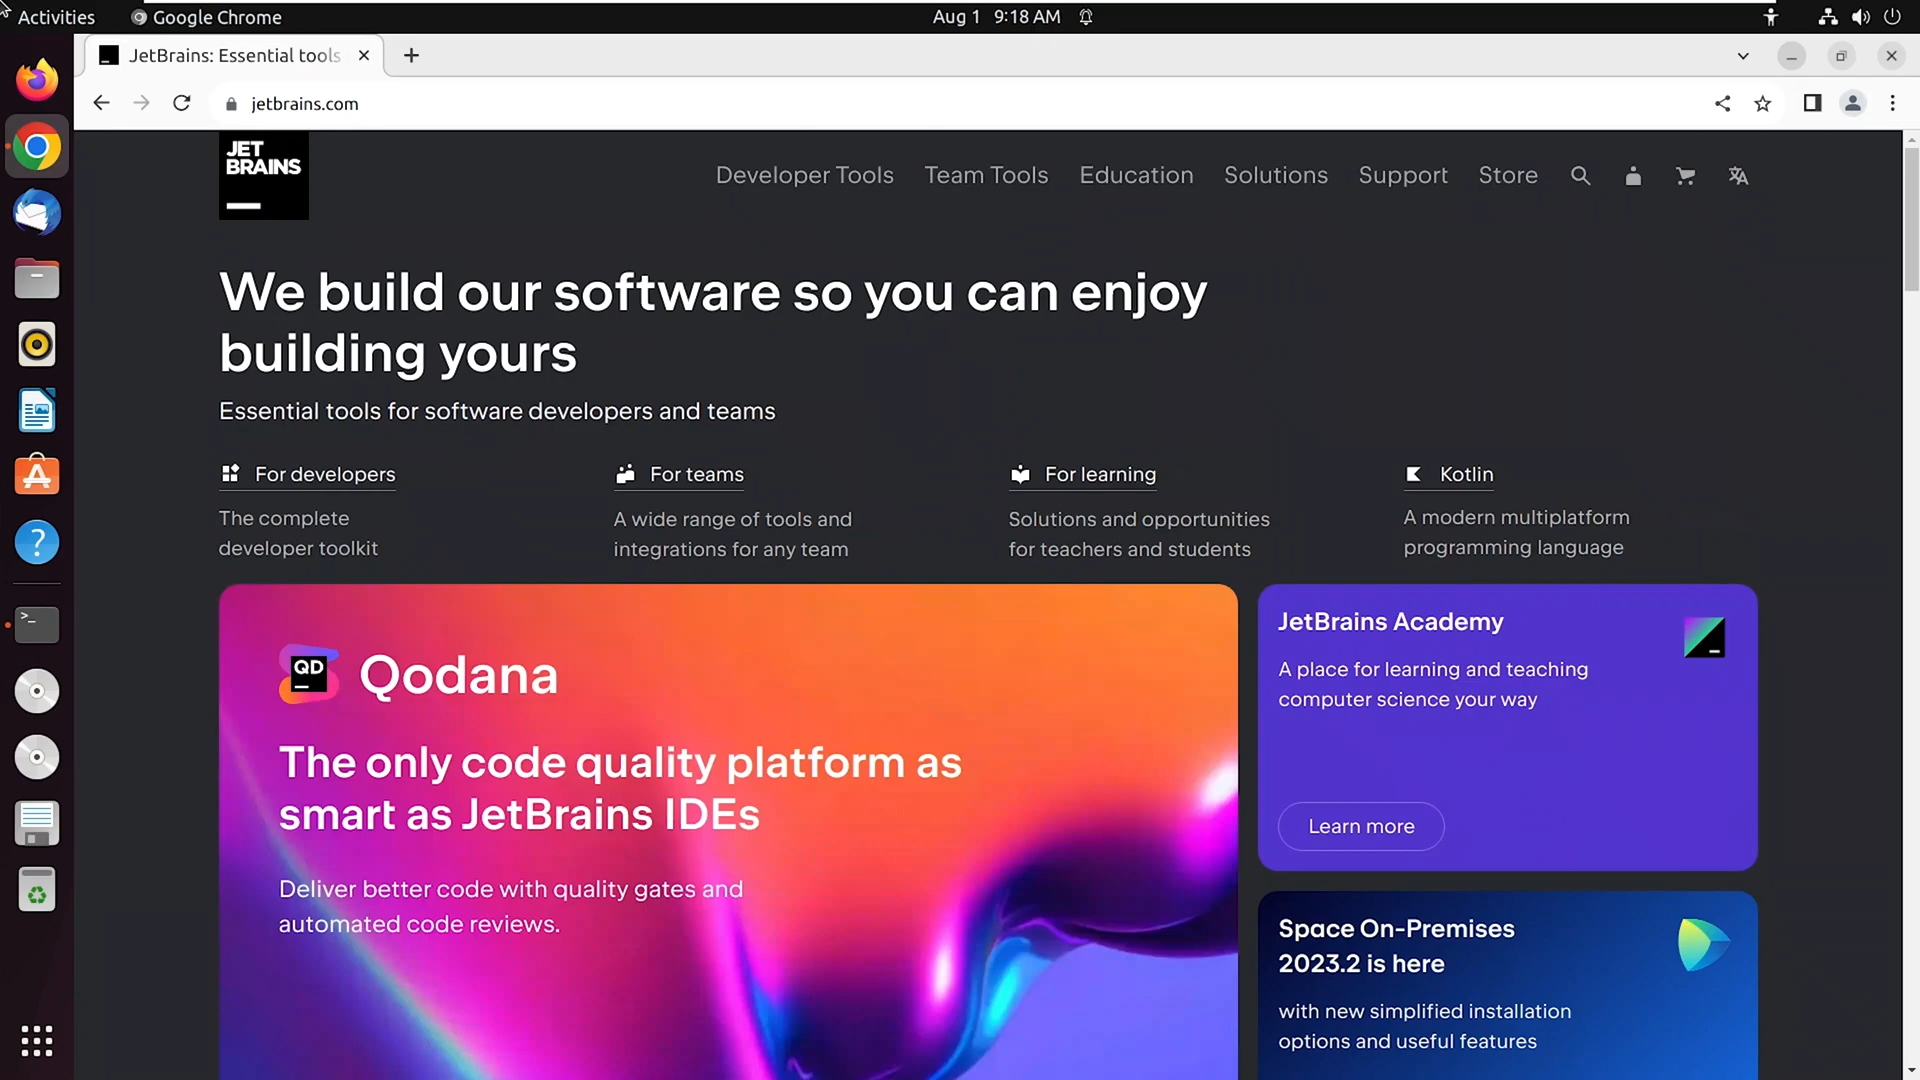 Activities
Google Chrome
Aug 1 9:18 AM
JetBrains: Essential tools
jetbrains.com
JET
BRAINS
Developer Tools
Team Tools
Education
Solutions
Support
Store
We build our software so you can enjoy
building yours
Essential tools for software developers and teams
For developers
The complete
developer toolkit
For teams
A wide range of tools and
integrations for any team
For learning
Solutions and opportunities
for teachers and students
Kotlin
A modern multiplatform
programming language
QD
Qodana
The only code quality platform as
smart as JetBrains IDEs
Deliver better code with quality gates and
automated code reviews.
JetBrains Academy
A place for learning and teaching
computer science your way
Learn more
Space On-Premises
2023.2 is here
with new simplified installation
options and useful features